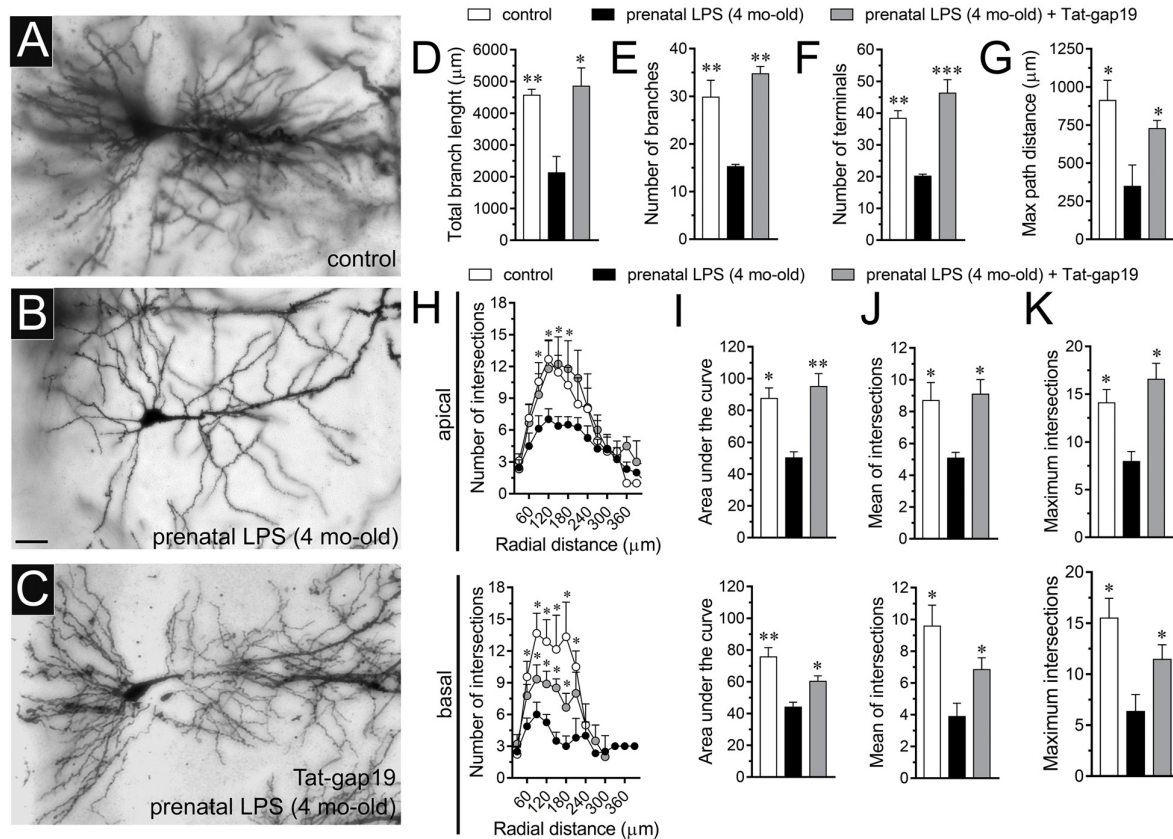 A
control
B
prenatal LPS (4 mo-old)
C
Tat-gap19
prenatal LPS (4 mo-old)
control prenatal LPS (4 mo-old) prenatal LPS (4 mo-old) + Tat-gap19
D
6000
5000
4000
3000
2000
1000
0
Total branch lenght (μm)
** *
E
40
30
20
10
0
Number of branches
** **
F
60
50
40
30
20
10
0
Number of terminals
** ***
G
1250
1000
750
500
250
0
Max path distance (μm)
* *
control prenatal LPS (4 mo-old) prenatal LPS (4 mo-old) + Tat-gap19
apical
H
18
15
12
9
6
3
0
Number of intersections
* * * *
60 120 180 240 300 360
Radial distance (μm)
I
120
100
80
60
40
20
0
Area under the curve
* **
J
12
10
8
6
4
2
0
Mean of intersections
* *
K
20
15
10
5
0
Maximum intersections
* *
basal
18
15
12
9
6
3
0
Number of intersections
* * * * * *
* * * *
60 120 180 240 300 360
Radial distance (μm)
120
100
80
60
40
20
0
Area under the curve
** *
12
10
8
6
4
2
0
Mean of intersections
* *
20
15
10
5
0
Maximum intersections
* *